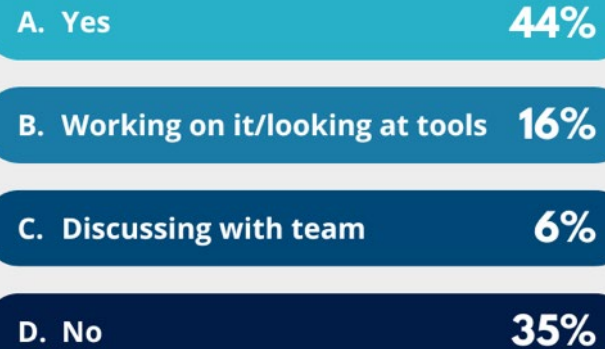 A. Yes 44%
B. Working on it/looking at tools 16%
C. Discussing with team 6%
D. No 35%